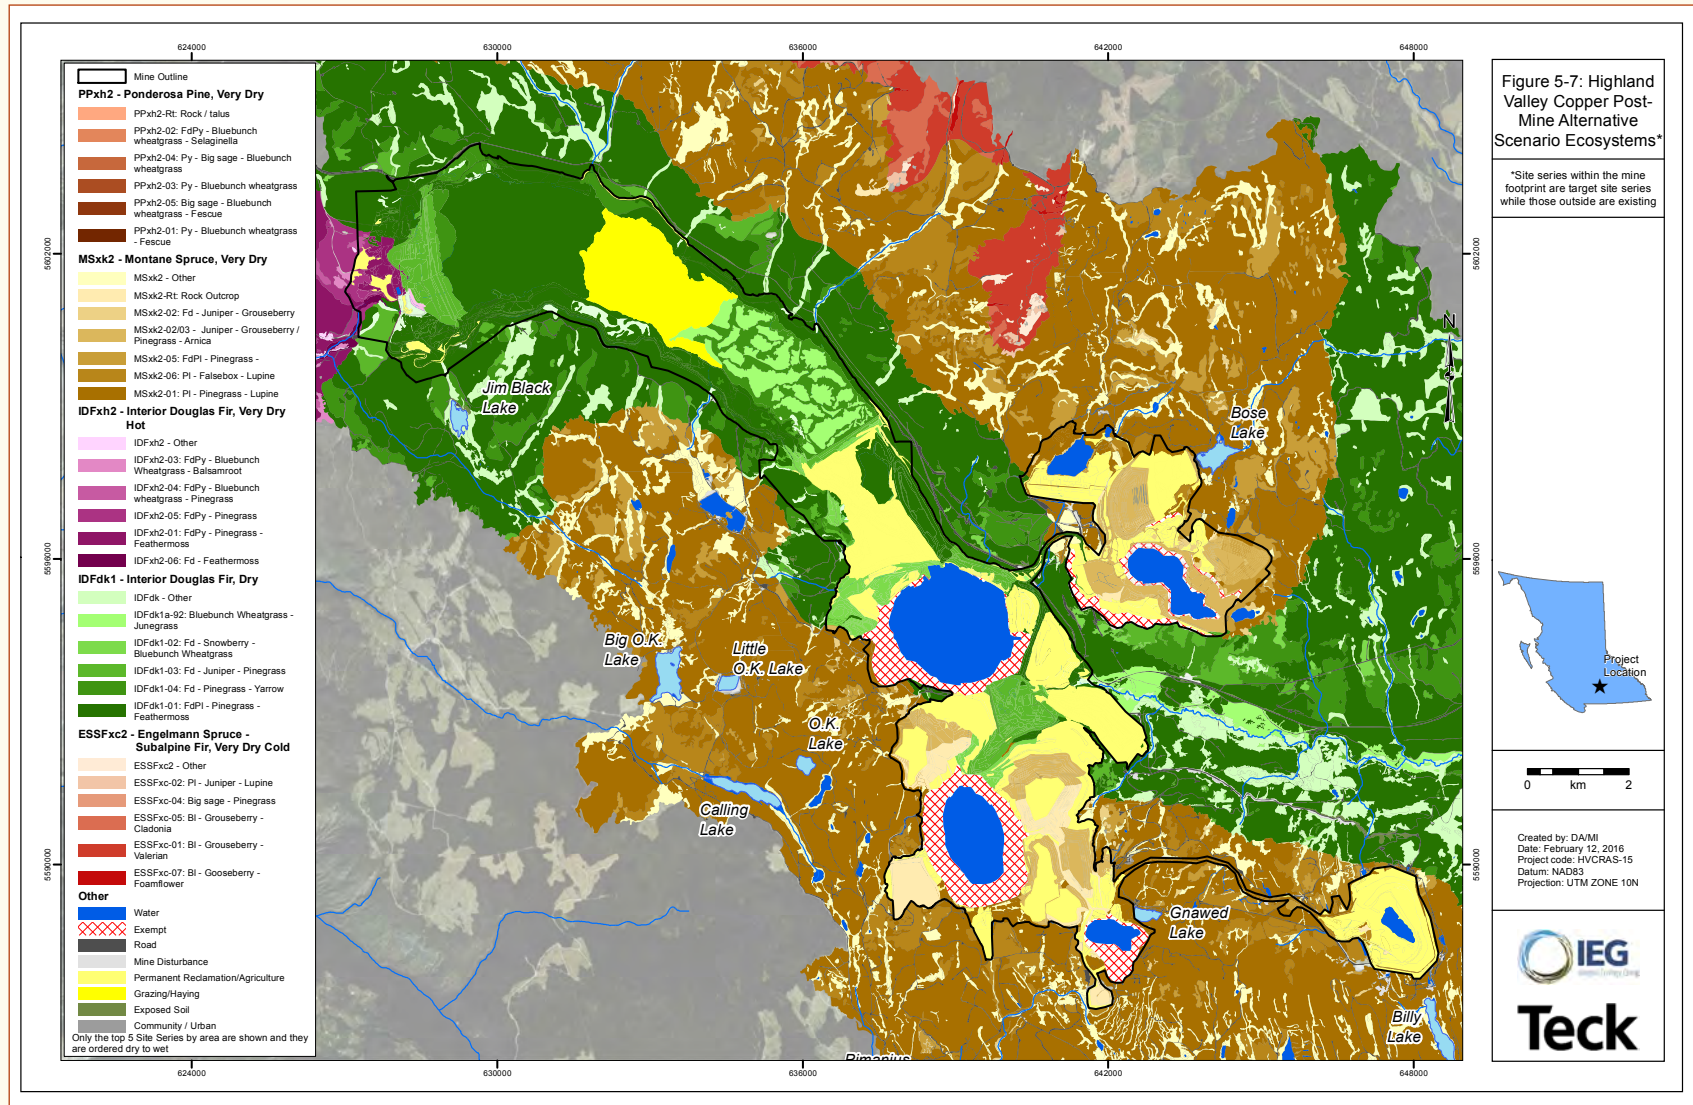 624000
630000
636000
642000
648000
Mine Outline
PPxh2 - Ponderosa Pine, Very Dry
PPxh2-Rt: Rock / talus
PPxh2-02: FdPy - Bluebunch
wheatgrass - Selaginella
PPxh2-04: Py - Big sage - Bluebunch
wheatgrass
PPxh2-03: Py - Bluebunch wheatgrass
PPxh2-05: Big sage - Bluebunch
wheatgrass - Fescue
PPxh2-01: Py - Bluebunch wheatgrass
- Fescue
MSxk2 - Montane Spruce, Very Dry
MSxk2 - Other
MSxk2-Rt: Rock Outcrop
MSxk2-02: Fd - Juniper - Grouseberry
MSxk2-02/03 - Juniper - Grouseberry /
Pinegrass - Arnica
MSxk2-05: FdPl - Pinegrass -
MSxk2-06: Pl - Falsebox - Lupine
MSxk2-01: Pl - Pinegrass - Lupine
IDFxh2 - Interior Douglas Fir, Very Dry
Hot
IDFxh2 - Other
IDFxh2-03: FdPy - Bluebunch
Wheatgrass - Balsamroot
IDFxh2-04: FdPy - Bluebunch
wheatgrass - Pinegrass
IDFxh2-05: FdPy - Pinegrass
IDFxh2-01: FdPy - Pinegrass -
Feathermoss
IDFxh2-06: Fd - Feathermoss
IDFdk1 - Interior Douglas Fir, Dry
IDFdk - Other
IDFdk1a-92: Bluebunch Wheatgrass -
Junegrass
IDFdk1-02: Fd - Snowberry -
Bluebunch Wheatgrass
IDFdk1-03: Fd - Juniper - Pinegrass
IDFdk1-04: Fd - Pinegrass - Yarrow
IDFdk1-01: FdPl - Pinegrass -
Feathermoss
ESSFxc2 - Engelmann Spruce -
Subalpine Fir, Very Dry Cold
ESSFxc2 - Other
ESSFxc-02: Pl - Juniper - Lupine
ESSFxc-04: Big sage - Pinegrass
ESSFxc-05: Bl - Grouseberry -
Cladonia
ESSFxc-01: Bl - Grouseberry -
Valerian
ESSFxc-07: Bl - Gooseberry -
Foamflower
Other
Water
Exempt
Road
Mine Disturbance
Permanent Reclamation/Agriculture
Grazing/Haying
Exposed Soil
Community / Urban
Only the top 5 Site Series by area are shown and they
are ordered dry to wet
5602000
5596000
5590000
Jim Black
Lake
Bose
Lake
Big O.K.
Lake
Little
O.K. Lake
O.K.
Lake
Calling
Lake
Gnawed
Lake
Billy
Lake
Pimanius
N
5602000
5596000
5590000
624000
630000
636000
642000
648000
Figure 5-7: Highland
Valley Copper Post-
Mine Alternative
Scenario Ecosystems*
*Site series within the mine
footprint are target site series
while those outside are existing
Project
Location
0
km
2
Created by: DA/MI
Date: February 12, 2016
Project code: HVCRAS-15
Datum: NAD83
Projection: UTM ZONE 10N
IEG
Teck